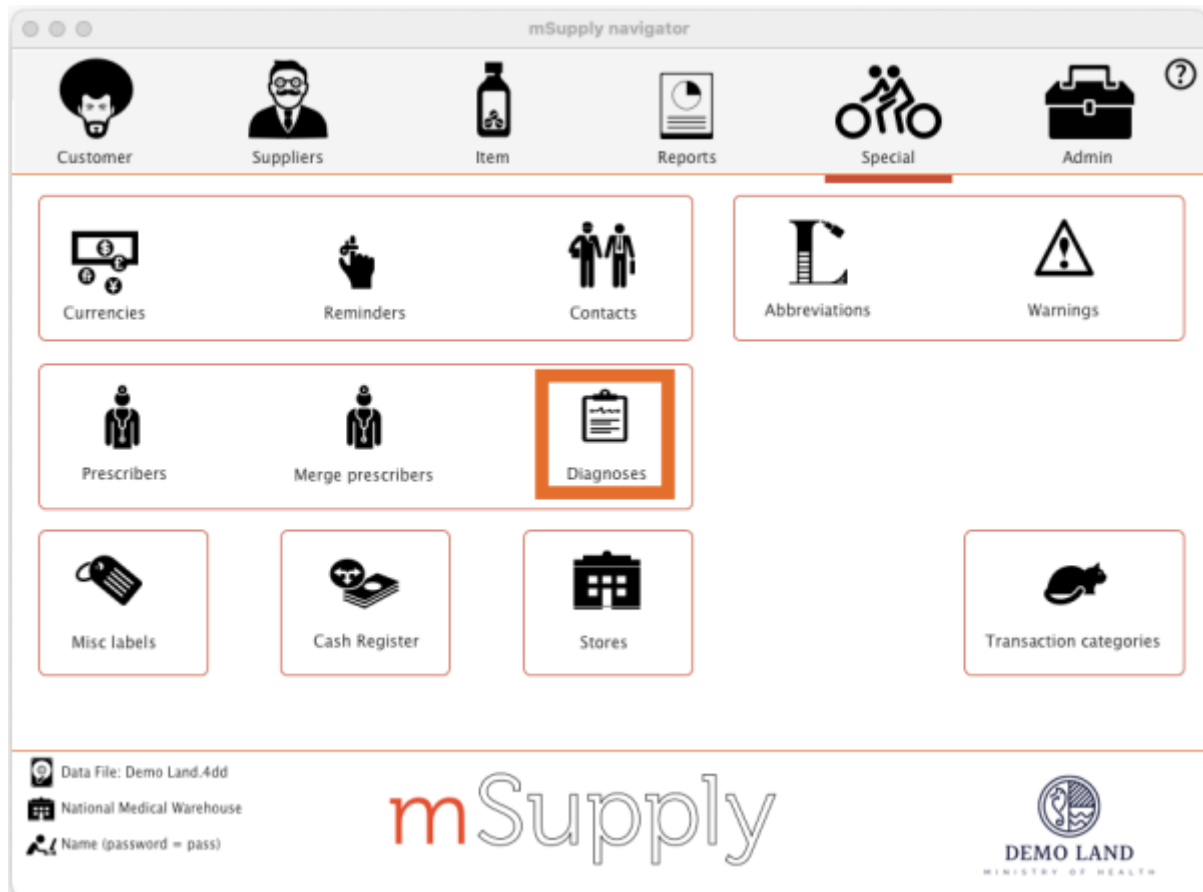 mSupply navigator
Customer
Suppliers
Item
Reports
Special
Admin
?
Currencies
Reminders
Contacts
Abbreviations
Warnings
Prescribers
Merge prescribers
Diagnoses
Misc labels
Cash Register
Stores
Transaction categories
Data File: Demo Land.4dd
National Medical Warehouse
Name (password = pass)
mSupply
DEMO LAND
MINISTRY OF HEALTH